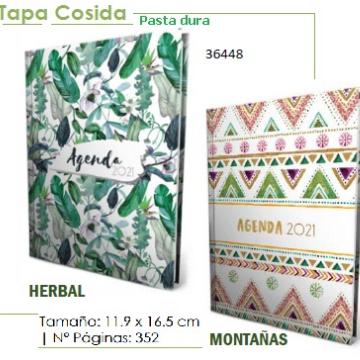 Tapa Cosida
Pasta dura
36448
Agenda
2021
AGENDA 2021
HERBAL
Tamaño: 11.9 x 16.5 cm
| Nº Páginas: 352
MONTAÑAS